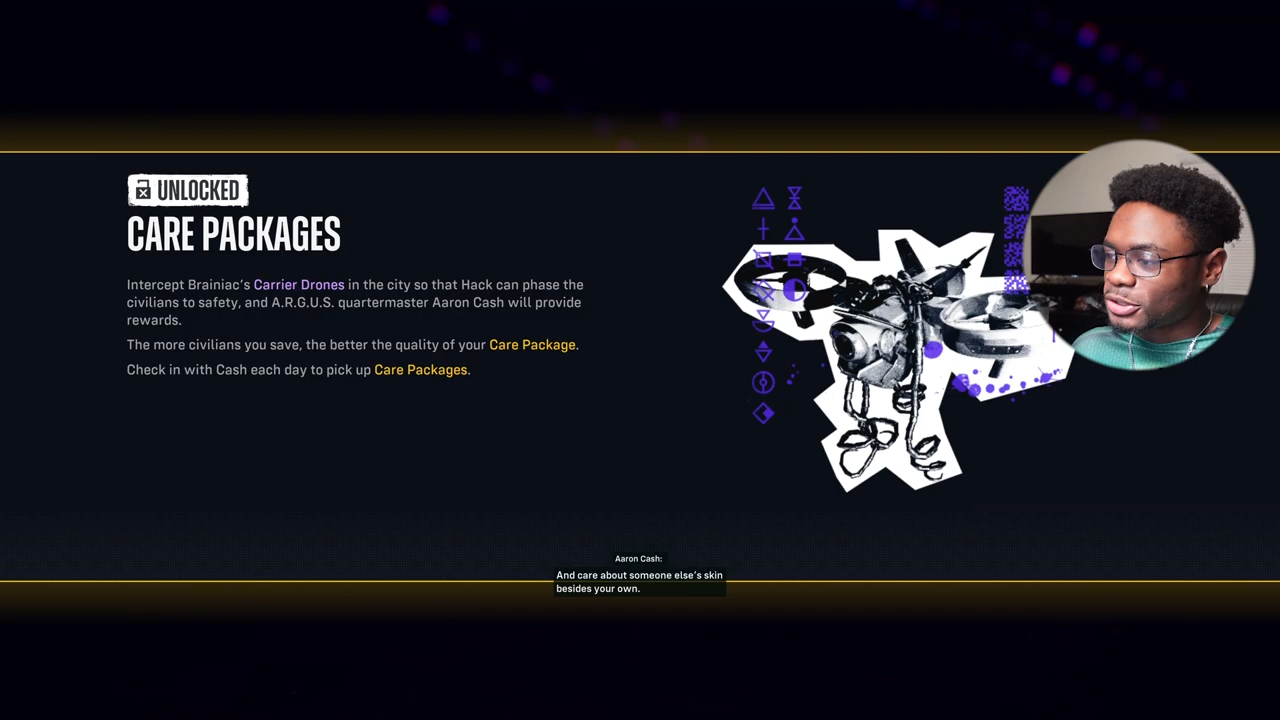 UNLOCKED
CARE PACKAGES
Intercept Brainiac's Carrier Drones in the city so that Hack can phase the
civilians to safety, and A.R.G.U.S. quartermaster Aaron Cash will provide
rewards.
The more civilians you save, the better the quality of your Care Package.
Check in with Cash each day to pick up Care Packages.
Aaron Cash:
And care about someone else's skin
besides your own.